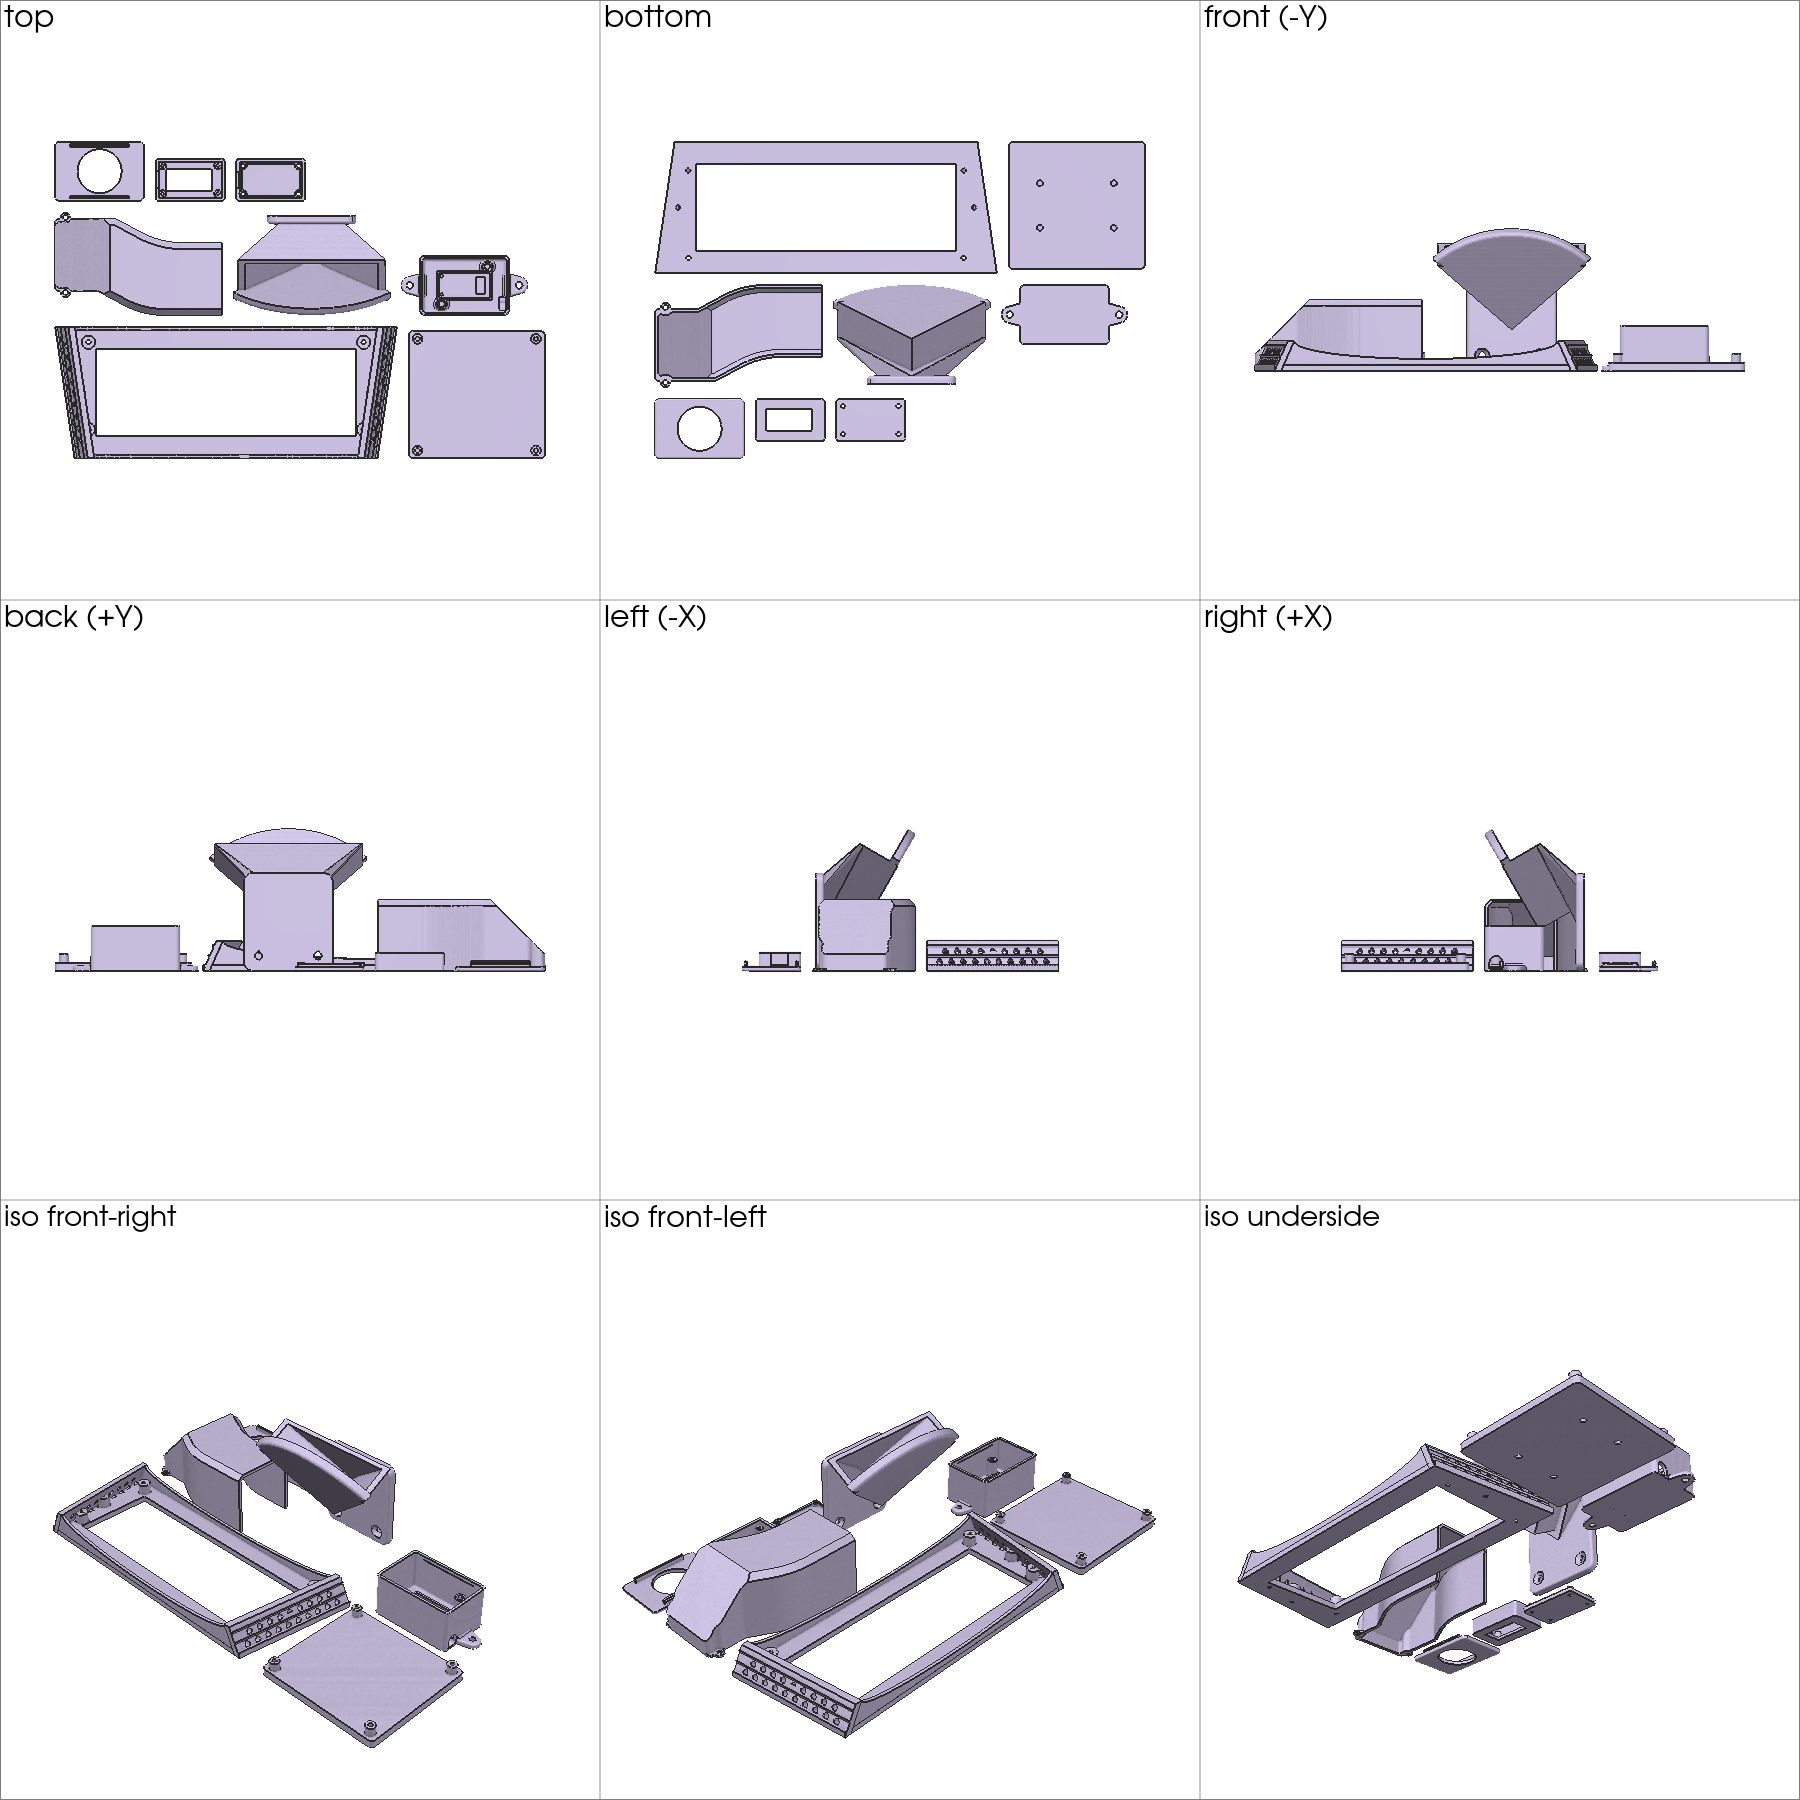 top
bottom
front (-Y)
back (+Y)
left (-X)
right (+X)
iso front-right
iso front-left
iso underside